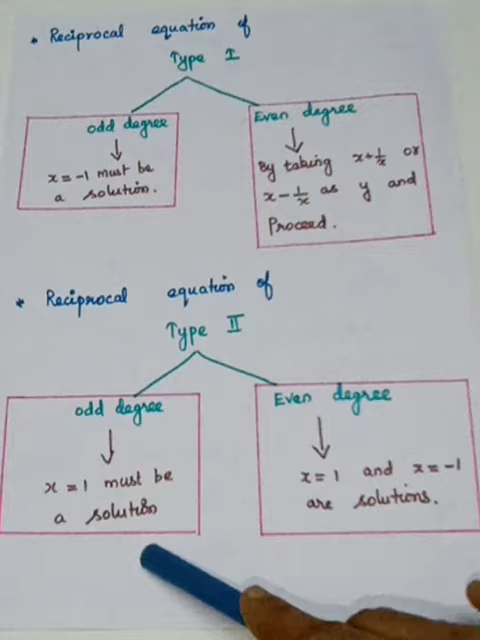 * Reciprocal equation of
Type I
odd degree
x = -1 must be
a solution.
Even degree
By taking x+1/x or
x - 1/x as y and
Proceed.
* Reciprocal equation of
Type II
odd degree
x = 1 must be
a solution
Even degree
x = 1 and x = -1
are solutions.